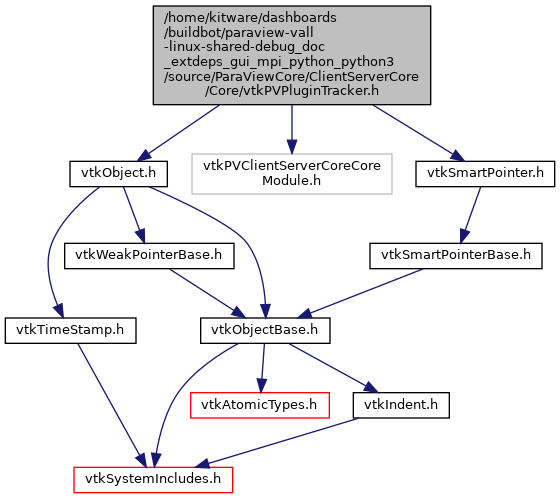 /home/kitware/dashboards
/buildbot/paraview-vall
-linux-shared-debug_doc
_extdeps_gui_mpi_python_python3
/source/ParaViewCore/ClientServerCore
/Core/vtkPVPluginTracker.h
vtkObject.h
vtkPVClientServerCoreCore
Module.h
vtkSmartPointer.h
vtkWeakPointerBase.h
vtkSmartPointerBase.h
vtkTimeStamp.h
vtkObjectBase.h
vtkAtomicTypes.h
vtkIndent.h
vtkSystemIncludes.h